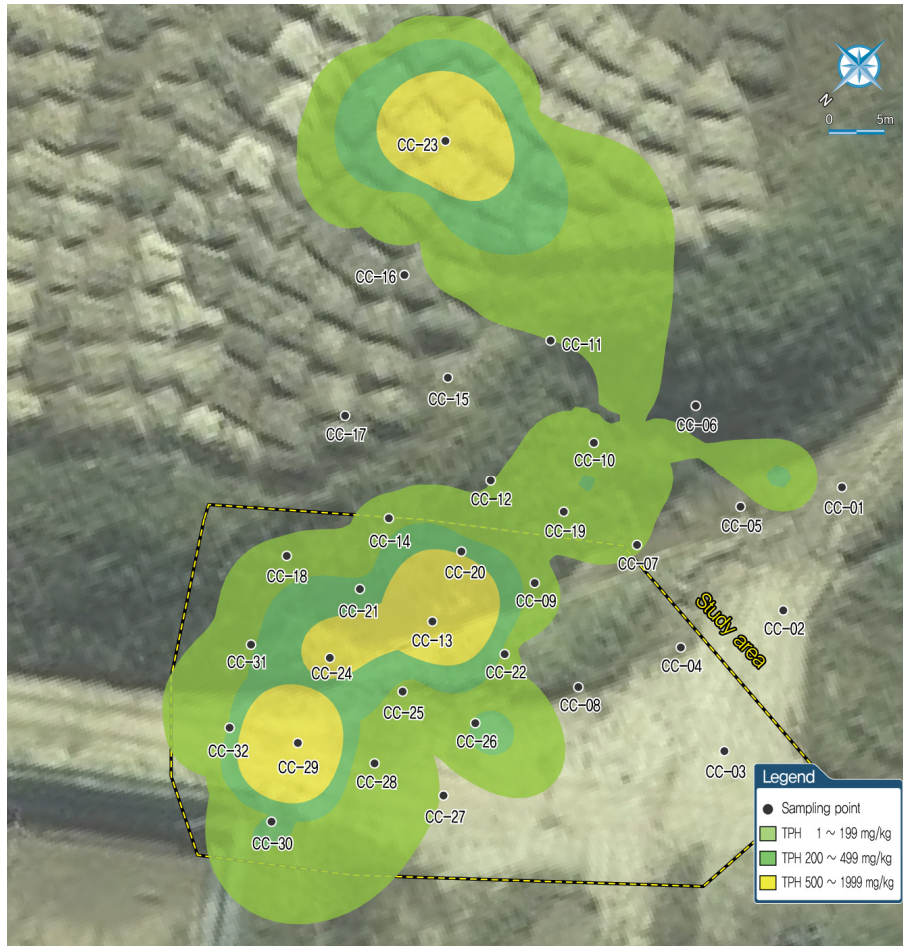 N
0 5m
CC-23
CC-16
CC-11
CC-15
CC-06
CC-17
CC-10
CC-12
CC-01
CC-05
CC-19
CC-14
CC-07
CC-20
CC-18
CC-09
CC-21
Study area
CC-02
CC-13
CC-04
CC-31
CC-22
CC-24
CC-08
CC-25
CC-26
CC-32
CC-03
CC-29
CC-28
CC-27
CC-30
Legend
Sampling point
TPH 1 ~ 199 mg/kg
TPH 200 ~ 499 mg/kg
TPH 500 ~ 1999 mg/kg